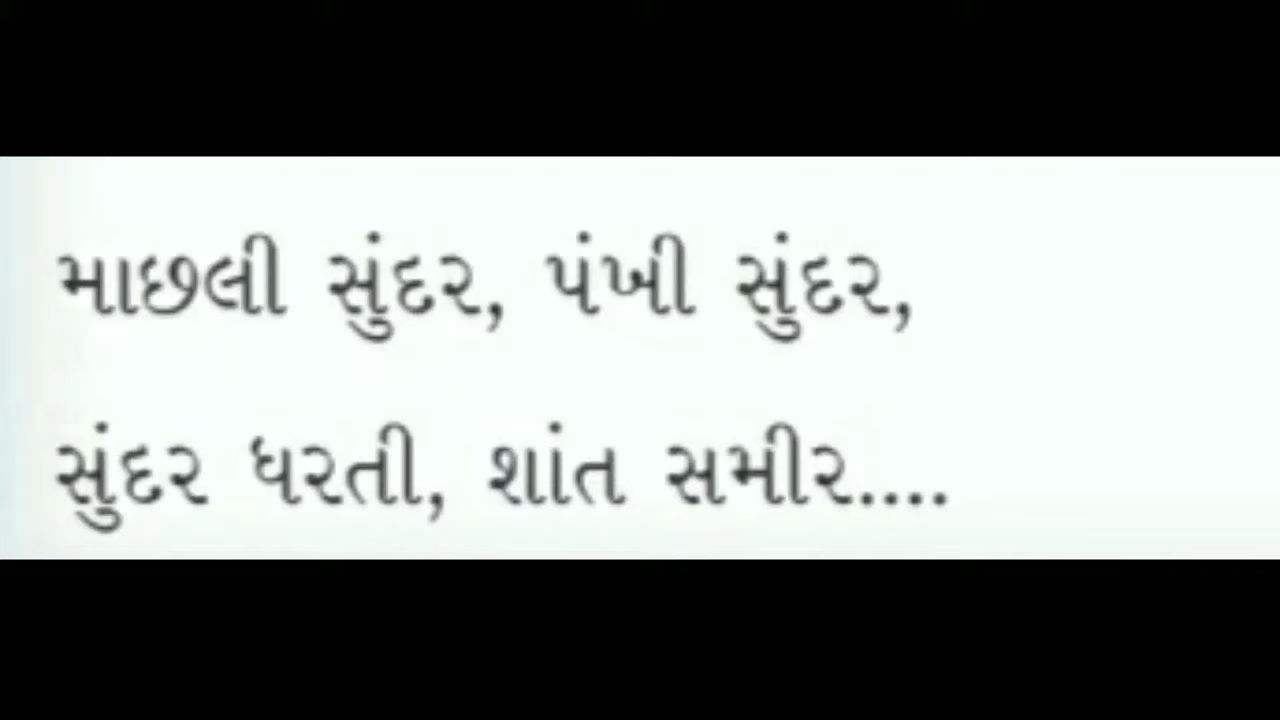 માછલી સુંદર, પંખી સુંદર,
સુંદર ધરતી, શાંત સમીર....